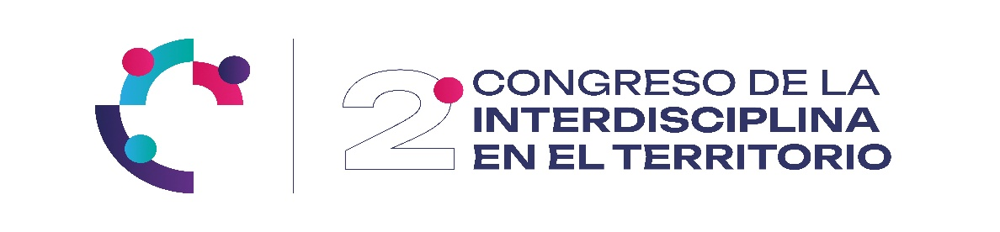 2
CONGRESO DE LA
INTERDISCIPLINA
EN EL TERRITORIO